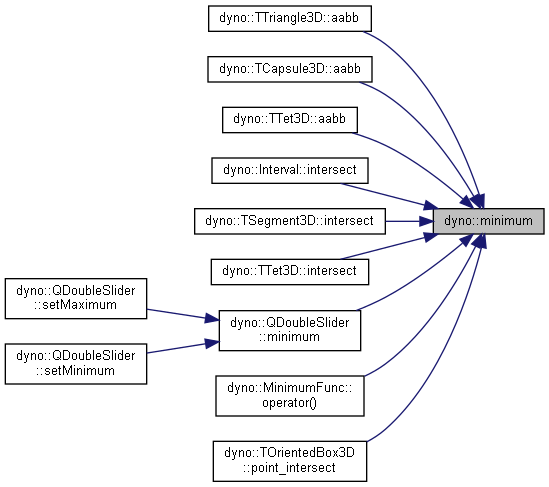 dyno::TTriangle3D::aabb
dyno::TCapsule3D::aabb
dyno::TTet3D::aabb
dyno::Interval::intersect
dyno::TSegment3D::intersect
dyno::minimum
dyno::TTet3D::intersect
dyno::QDoubleSlider
::setMaximum
dyno::QDoubleSlider
::minimum
dyno::QDoubleSlider
::setMinimum
dyno::MinimumFunc::
operator()
dyno::TOrientedBox3D
::point_intersect